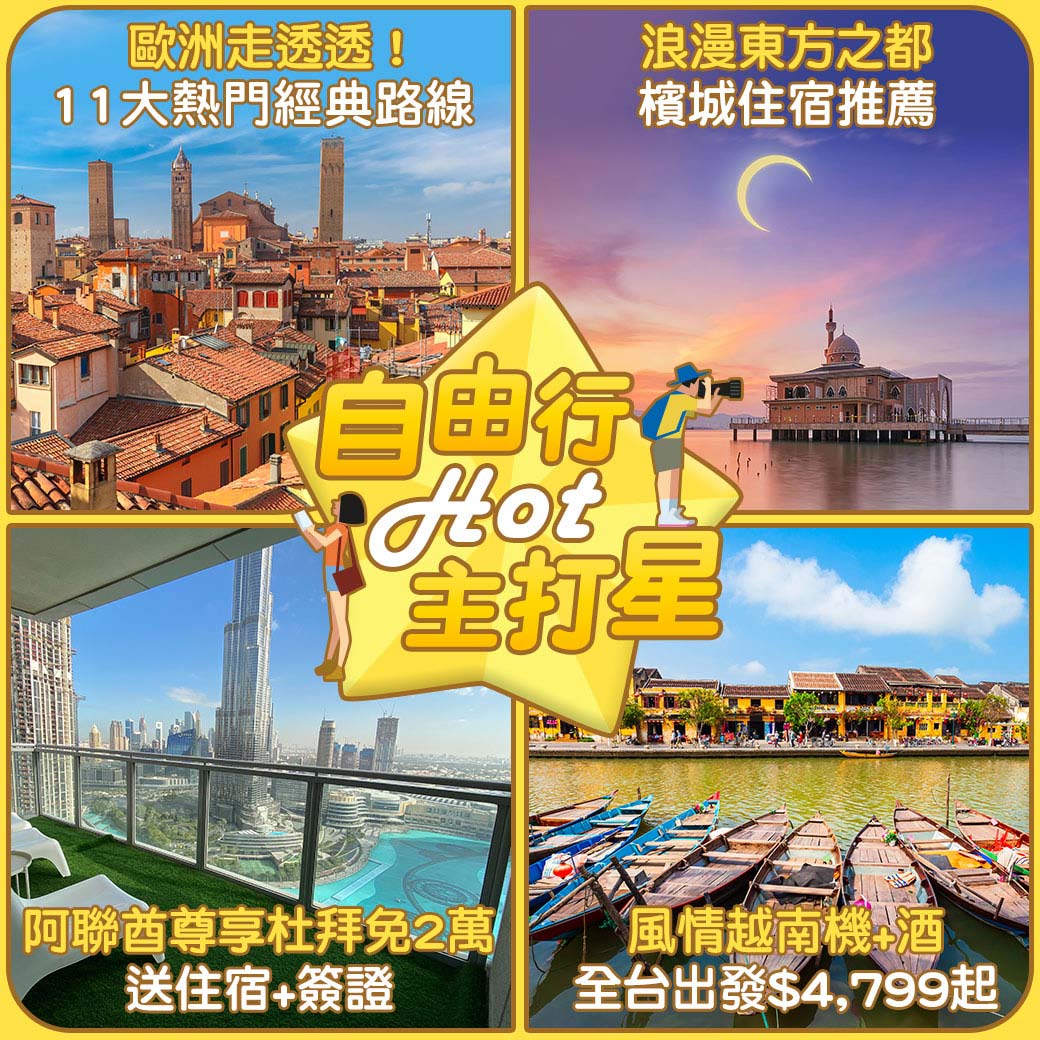 歐洲走透透！
11大熱門經典路線
浪漫東方之都
檳城住宿推薦
自由行
Hot
主打星
阿聯酋尊享杜拜免2萬
送住宿+簽證
風情越南機+酒
全台出發$4,799起